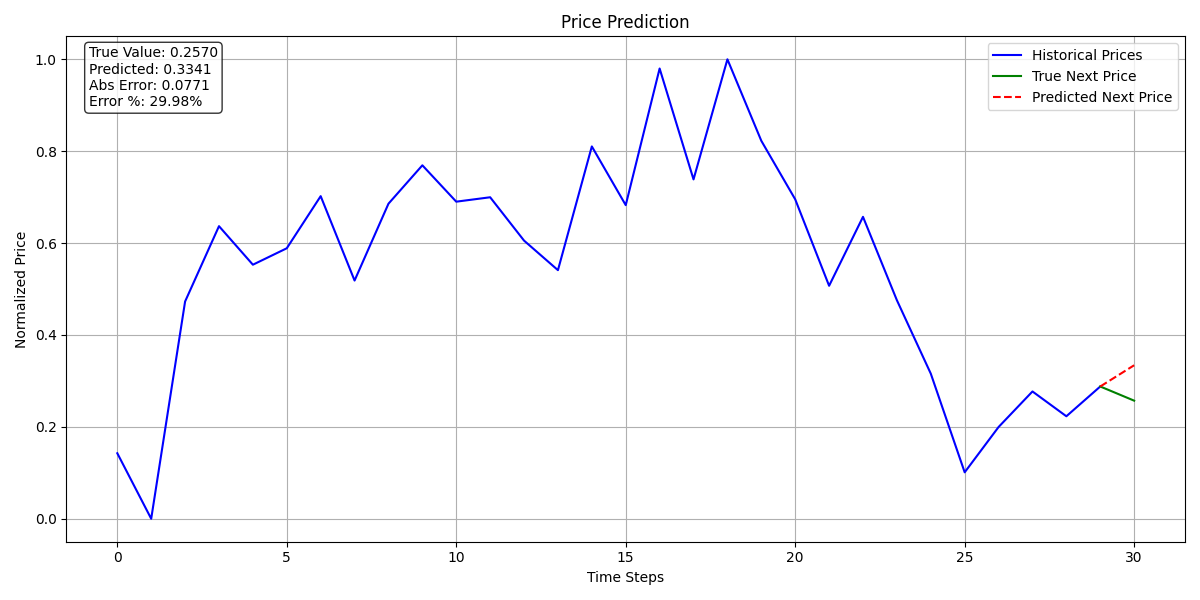 Price Prediction
True Value: 0.2570
Predicted: 0.3341
Abs Error: 0.0771
Error %: 29.98%
Historical Prices
True Next Price
Predicted Next Price
Normalized Price
1.0
0.8
0.6
0.4
0.2
0.0
0 5 10 15 20 25 30
Time Steps